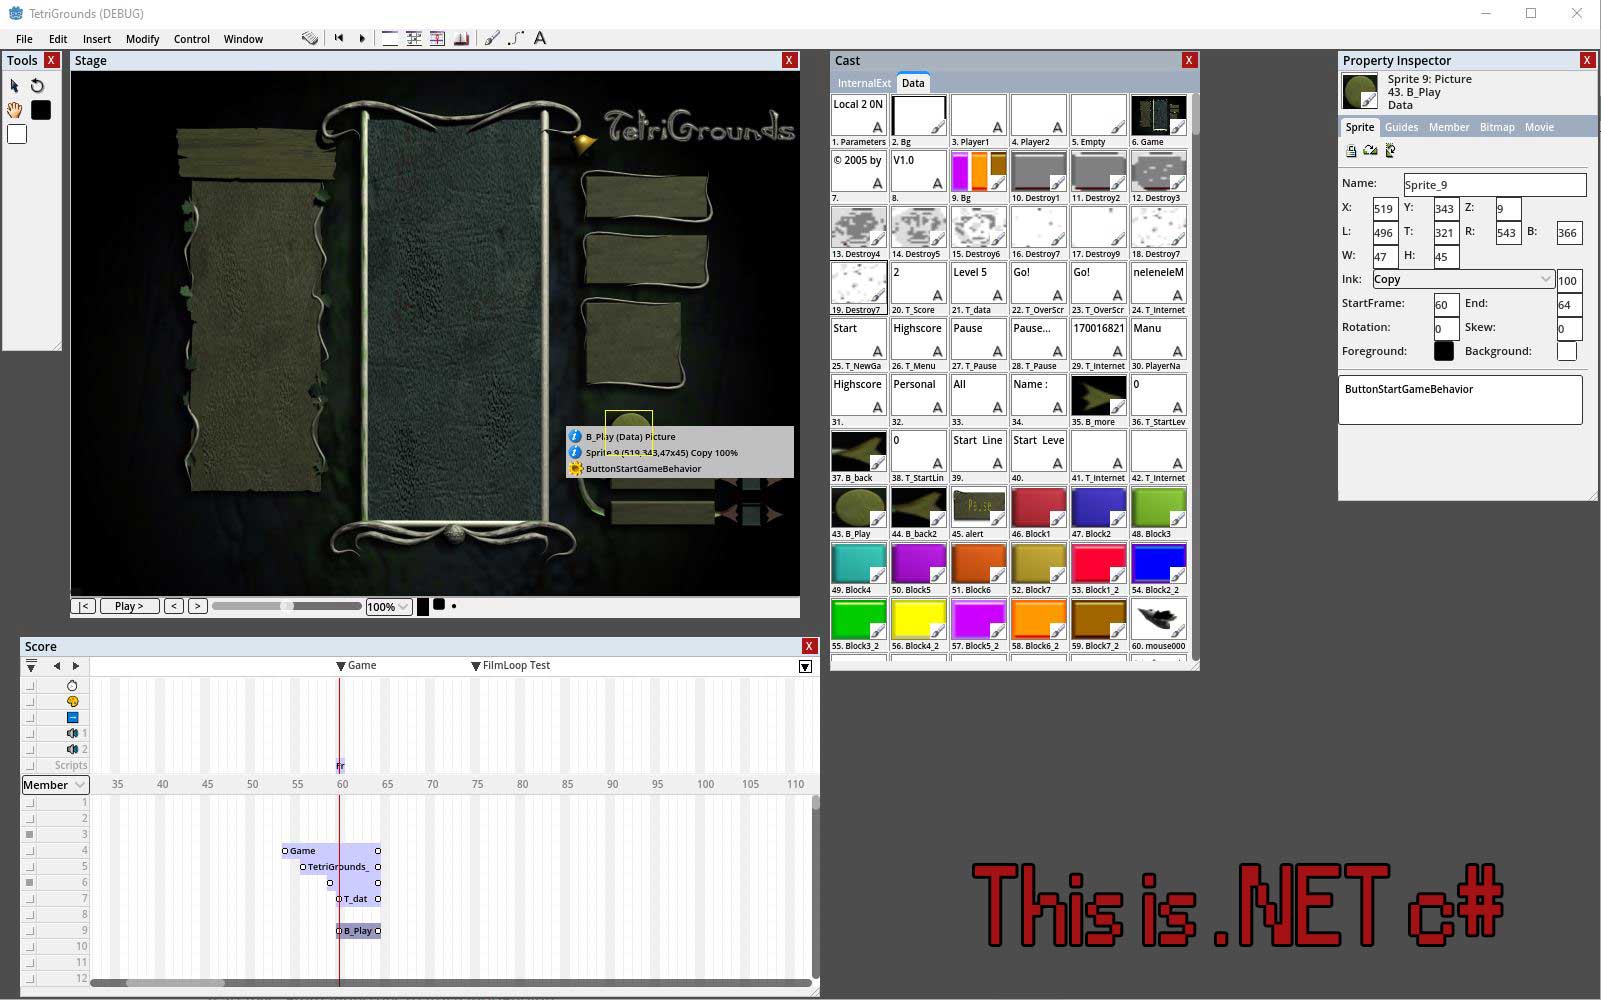 TetriGrounds (DEBUG)
File Edit Insert Modify Control Window
Tools X
Stage X
TetriGrounds
B_Play (Data) Picture
Sprite 9 (519,343,47x45) Copy 100%
ButtonStartGameBehavior
|< Play > < > 100%
Cast X
InternalExt Data
Local 2 0N
1. Parameters 2. Bg 3. Player1 4. Player2 5. Empty 6. Game
© 2005 by V1.0
7. 8. 9. Bg 10. Destroy1 11. Destroy2 12. Destroy3
13. Destroy4 14. Destroy5 15. Destroy6 16. Destroy7 17. Destroy9 18. Destroy7
2 Level 5 Go! Go! neleneleM
19. Destroy7 20. T_Score 21. T_data 22. T_OverScr 23. T_OverScr 24. T_Internet
Start Highscore Pause Pause... 170016821 Manu
25. T_NewGa 26. T_Menu 27. T_Pause 28. T_Pause 29. T_Internet 30. PlayerNa
Highscore Personal All Name : 0
31. 32. 33. 34. 35. B_more 36. T_StartLev
0 Start Line Start Leve
37. B_back 38. T_StartLin 39. 40. 41. T_Internet 42. T_Internet
Pause
43. B_Play 44. B_back2 45. alert 46. Block1 47. Block2 48. Block3
49. Block4 50. Block5 51. Block6 52. Block7 53. Block1_2 54. Block2_2
55. Block3_2 56. Block4_2 57. Block5_2 58. Block6_2 59. Block7_2 60. mouse000
Property Inspector X
Sprite 9: Picture
43. B_Play
Data
Sprite Guides Member Bitmap Movie
Name: Sprite_9
X: 519 Y: 343 Z: 9
L: 496 T: 321 R: 543 B: 366
W: 47 H: 45
Ink: Copy 100
StartFrame: 60 End: 64
Rotation: 0 Skew: 0
Foreground: Background:
ButtonStartGameBehavior
Score X
Game FilmLoop Test
1
2
Scripts Fr
Member 35 40 45 50 55 60 65 70 75 80 85 90 95 100 105 110
1
2
3
4 Game
5 TetriGrounds_
6
7 T_dat
8
9 B_Play
10
11
12
This is .NET c#